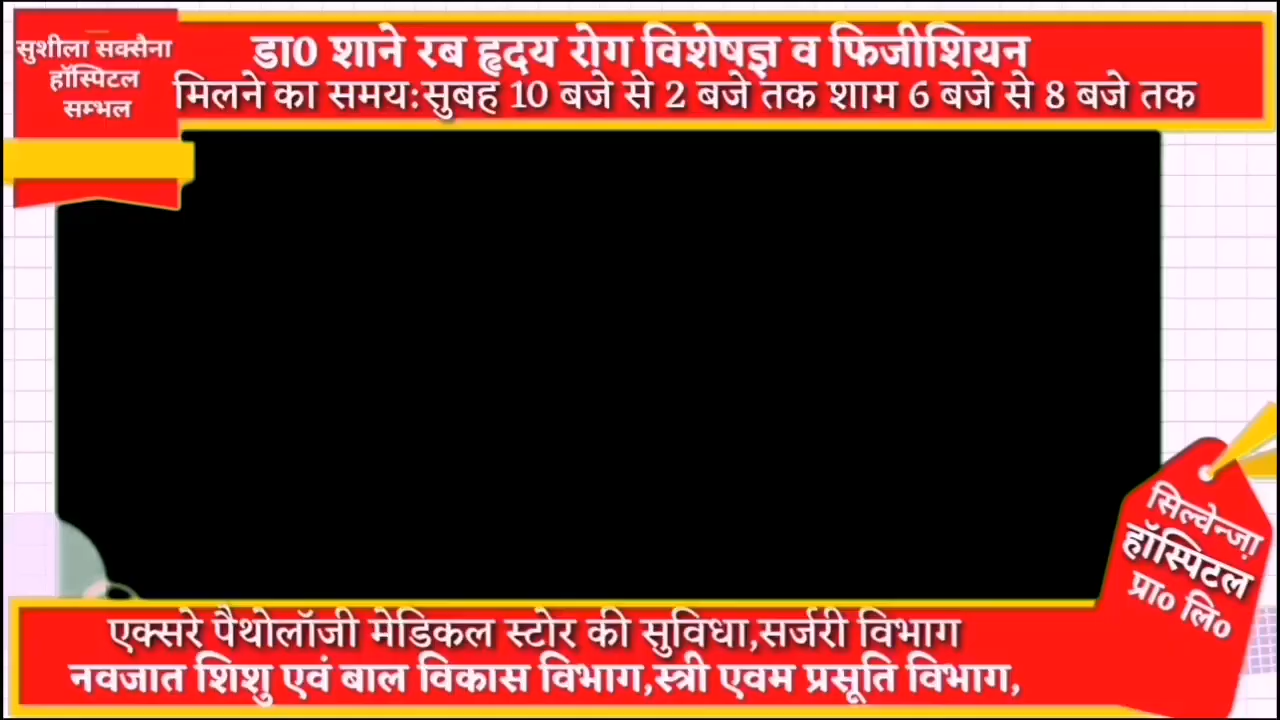 सुशीला सक्सैना
हॉस्पिटल
सम्भल
डा0 शाने रब हृदय रोग विशेषज्ञ व फिजीशियन
मिलने का समय:सुबह 10 बजे से 2 बजे तक शाम 6 बजे से 8 बजे तक
सिल्वेन्ज़ा
हॉस्पिटल
प्रा० लि०
एक्सरे पैथोलॉजी मेडिकल स्टोर की सुविधा,सर्जरी विभाग
नवजात शिशु एवं बाल विकास विभाग,स्त्री एवम प्रसूति विभाग,